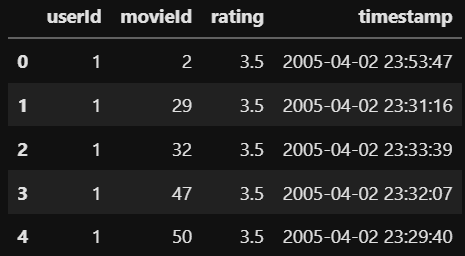 userId movieId rating timestamp
0 1 2 3.5 2005-04-02 23:53:47
1 1 29 3.5 2005-04-02 23:31:16
2 1 32 3.5 2005-04-02 23:33:39
3 1 47 3.5 2005-04-02 23:32:07
4 1 50 3.5 2005-04-02 23:29:40